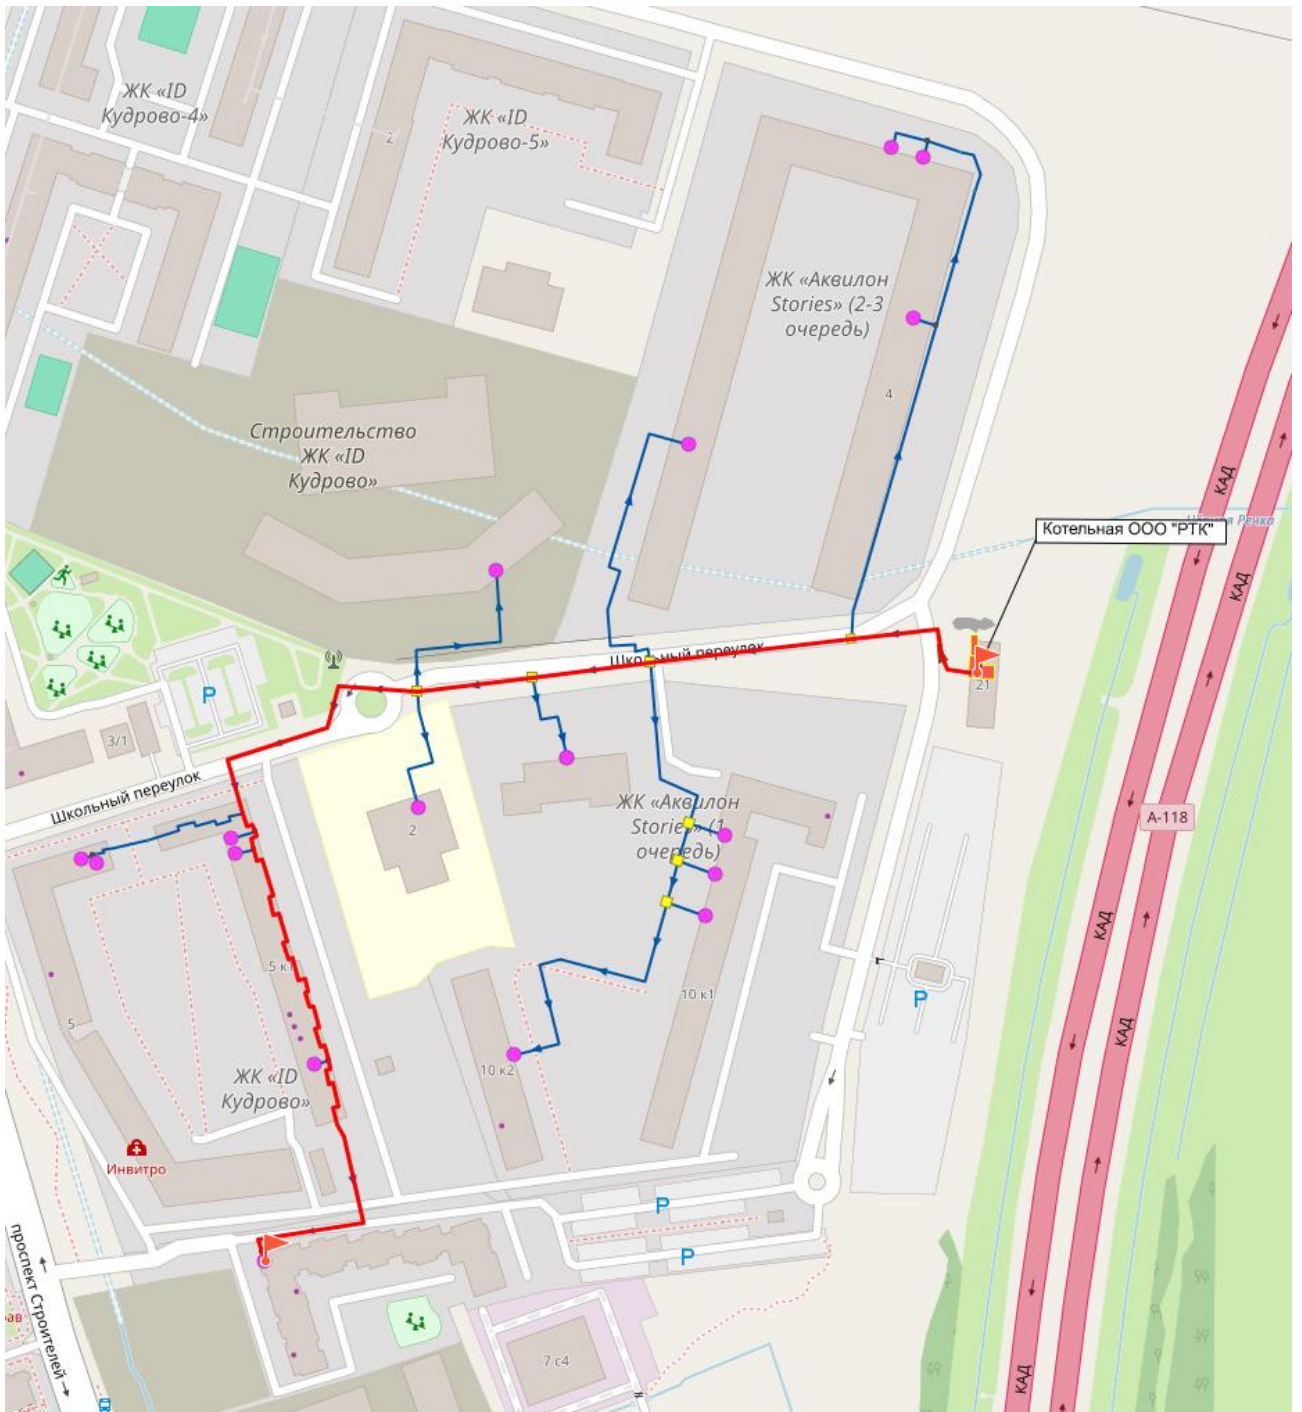 ЖК «ID
Кудрово-4»
ЖК «ID
Кудрово-5»
2
ЖК «Аквилон
Stories» (2-3
очередь)
4
Строительство
ЖК «ID
Кудрово»
КАД
Речка
Котельная ООО "РТК"
КАД
Школьный переулок
21
P
3/1
Школьный переулок
2
ЖК «Аквилон
Stories» (1
очередь)
А-118
КАД
5 к1
10 к1
P
5
КАД
10 к2
ЖК «ID
Кудрово»
Инвитро
P
проспект Строителей
P
7 с4
ав
КАД